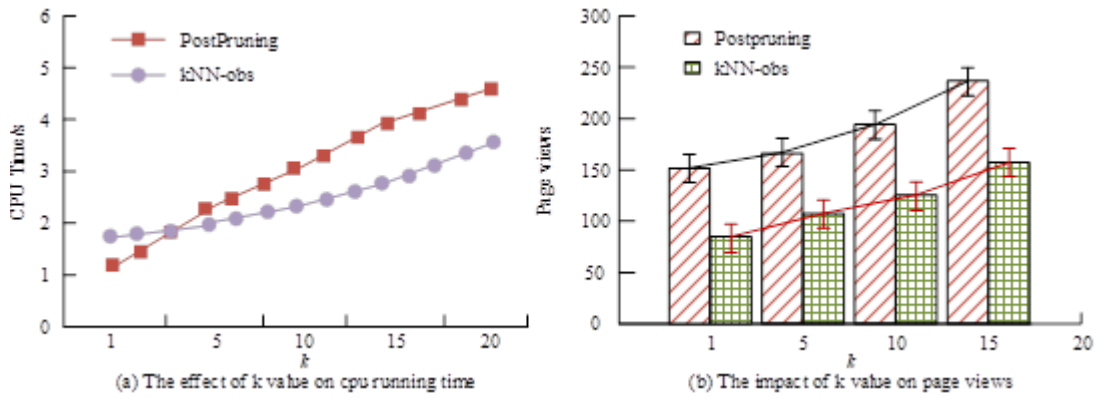 6
5
4
3
2
1
0
CPU Time/s
PostPruning
kNN-obs
1 5 10 15 20
k
(a) The effect of k value on cpu running time
300
250
200
150
100
50
0
Page views
Postpruning
kNN-obs
1 5 10 15 20
k
(b) The impact of k value on page views